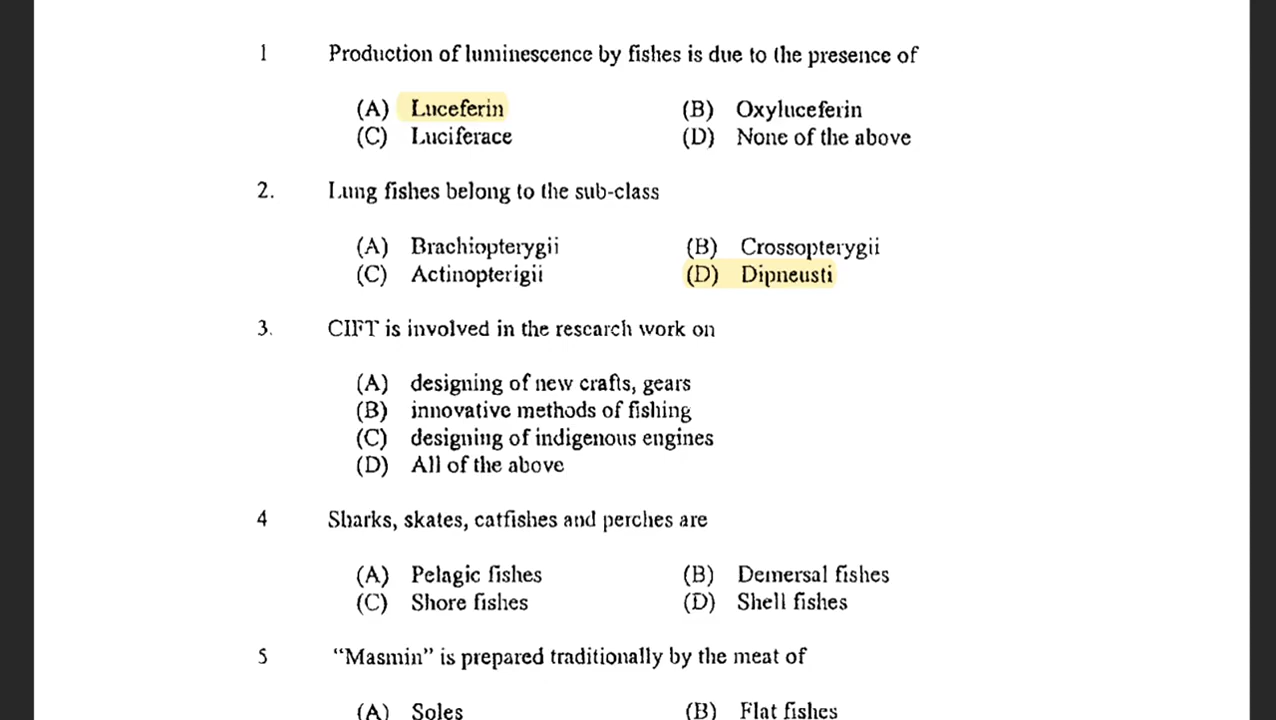 1 Production of luminescence by fishes is due to the presence of
(A) Luceferin (B) Oxyluceferin
(C) Luciferace (D) None of the above
2. Lung fishes belong to the sub-class
(A) Brachiopterygii (B) Crossopterygii
(C) Actinopterigii (D) Dipneusti
3. CIFT is involved in the research work on
(A) designing of new crafts, gears
(B) innovative methods of fishing
(C) designing of indigenous engines
(D) All of the above
4 Sharks, skates, catfishes and perches are
(A) Pelagic fishes (B) Demersal fishes
(C) Shore fishes (D) Shell fishes
5 “Masmin” is prepared traditionally by the meat of
(A) Soles (B) Flat fishes